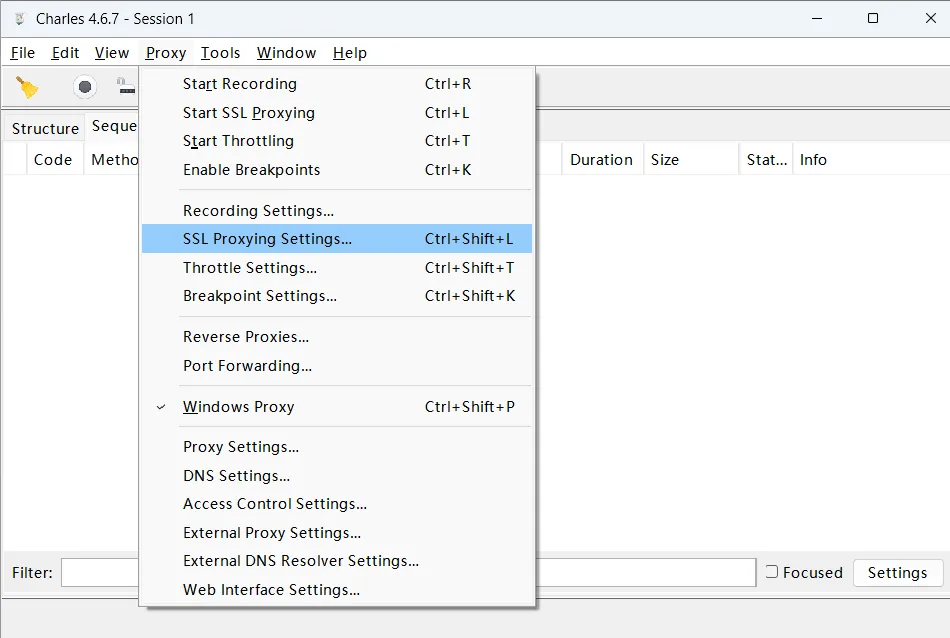 Charles 4.6.7 - Session 1
File Edit View Proxy Tools Window Help
Start Recording Ctrl+R
Start SSL Proxying Ctrl+L
Start Throttling Ctrl+T
Enable Breakpoints Ctrl+K
Recording Settings...
SSL Proxying Settings... Ctrl+Shift+L
Throttle Settings... Ctrl+Shift+T
Breakpoint Settings... Ctrl+Shift+K
Reverse Proxies...
Port Forwarding...
Windows Proxy Ctrl+Shift+P
Proxy Settings...
DNS Settings...
Access Control Settings...
External Proxy Settings...
External DNS Resolver Settings...
Web Interface Settings...
Structure Seque
Code Metho Duration Size Stat... Info
Filter: Focused Settings